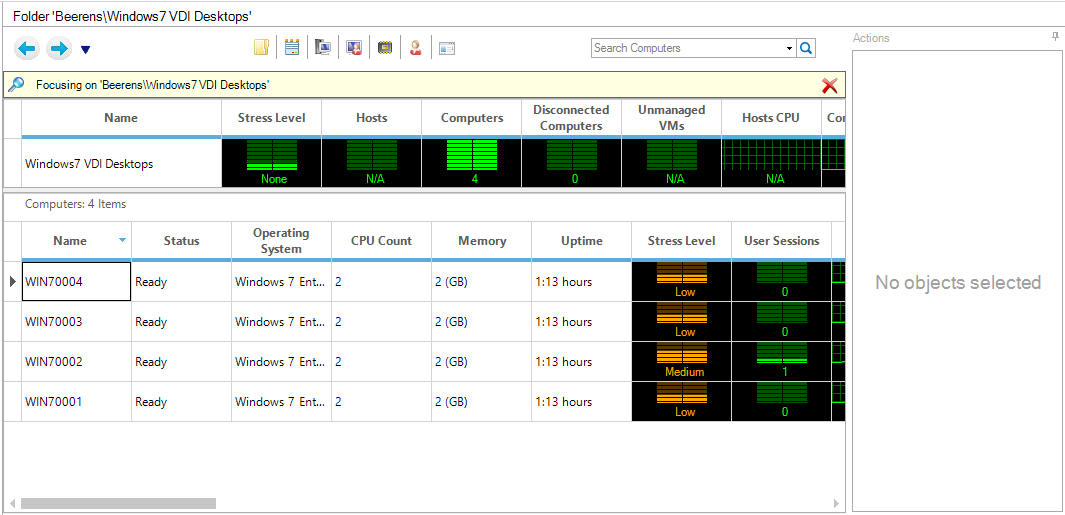 Folder 'Beerens\Windows7 VDI Desktops'
Search Computers
Actions
Focusing on 'Beerens\Windows7 VDI Desktops'
Name Stress Level Hosts Computers Disconnected Computers Unmanaged VMs Hosts CPU Con
Windows7 VDI Desktops None N/A 4 0 N/A N/A
Computers: 4 Items
Name Status Operating System CPU Count Memory Uptime Stress Level User Sessions
WIN70004 Ready Windows 7 Ent... 2 2 (GB) 1:13 hours Low 0
No objects selected
WIN70003 Ready Windows 7 Ent... 2 2 (GB) 1:13 hours Low 0
WIN70002 Ready Windows 7 Ent... 2 2 (GB) 1:13 hours Medium 1
WIN70001 Ready Windows 7 Ent... 2 2 (GB) 1:13 hours Low 0